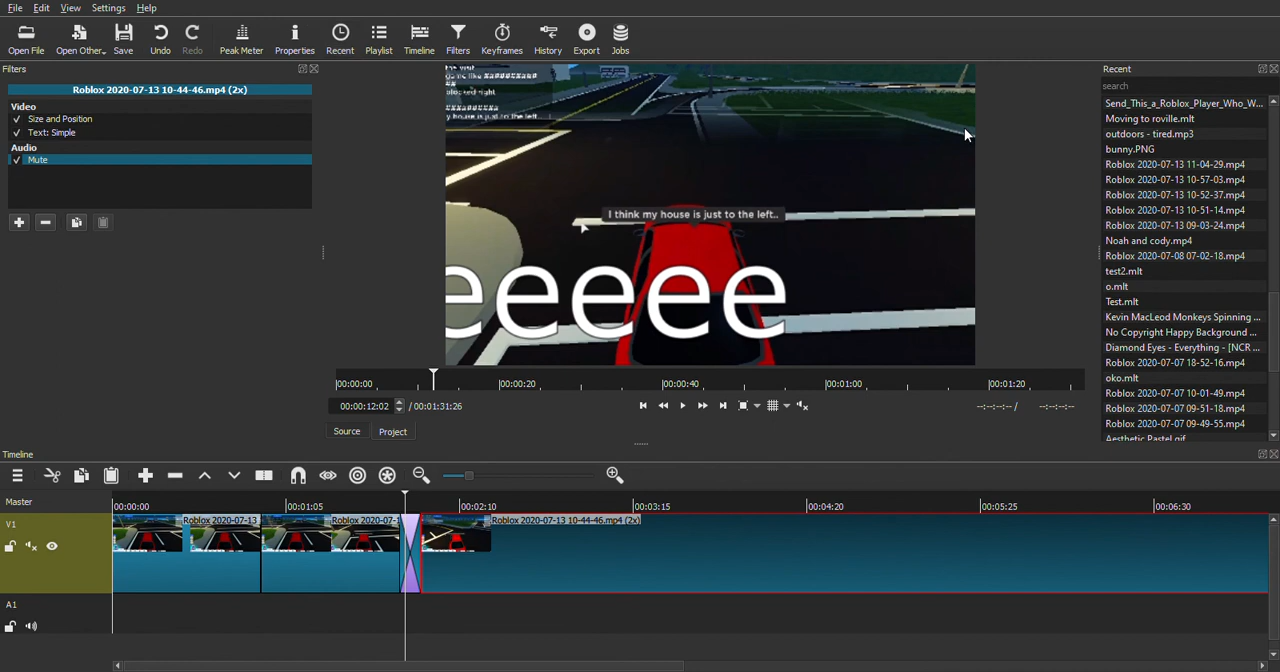 File Edit View Settings Help
Open File Open Other... Save Undo Redo Peak Meter Properties Recent Playlist Timeline Filters Keyframes History Export Jobs
Filters
Roblox 2020-07-13 10-44-46.mp4 (2x)
Video
✓ Size and Position
✓ Text: Simple
Audio
✓ Mute
game like #########
##
########
I think my house is just to the left..
eeeeee
00:00:00 00:00:20 00:00:40 00:01:00 00:01:20
00:00:12:02 / 00:01:31:26
--:--:--:-- / --:--:--:--
Source Project
Recent
search
Send_This_a_Roblox_Player_Who_W...
Moving to roville.mlt
outdoors - tired.mp3
bunny.PNG
Roblox 2020-07-13 11-04-29.mp4
Roblox 2020-07-13 10-57-03.mp4
Roblox 2020-07-13 10-52-37.mp4
Roblox 2020-07-13 10-51-14.mp4
Roblox 2020-07-13 09-03-24.mp4
Noah and cody.mp4
Roblox 2020-07-08 07-02-18.mp4
test2.mlt
o.mlt
Test.mlt
Kevin MacLeod Monkeys Spinning ...
No Copyright Happy Background ...
Diamond Eyes - Everything - [NCR ...
Roblox 2020-07-07 18-52-16.mp4
oko.mlt
Roblox 2020-07-07 10-01-49.mp4
Roblox 2020-07-07 09-51-18.mp4
Roblox 2020-07-07 09-49-55.mp4
Aesthetic Pastel.gif
Timeline
Master
00:00:00 00:01:05 00:02:10 00:03:15 00:04:20 00:05:25 00:06:30
V1
Roblox 2020-07-13 Roblox 2020-07-1 Roblox 2020-07-13 10-44-46.mp4 (2x)
A1